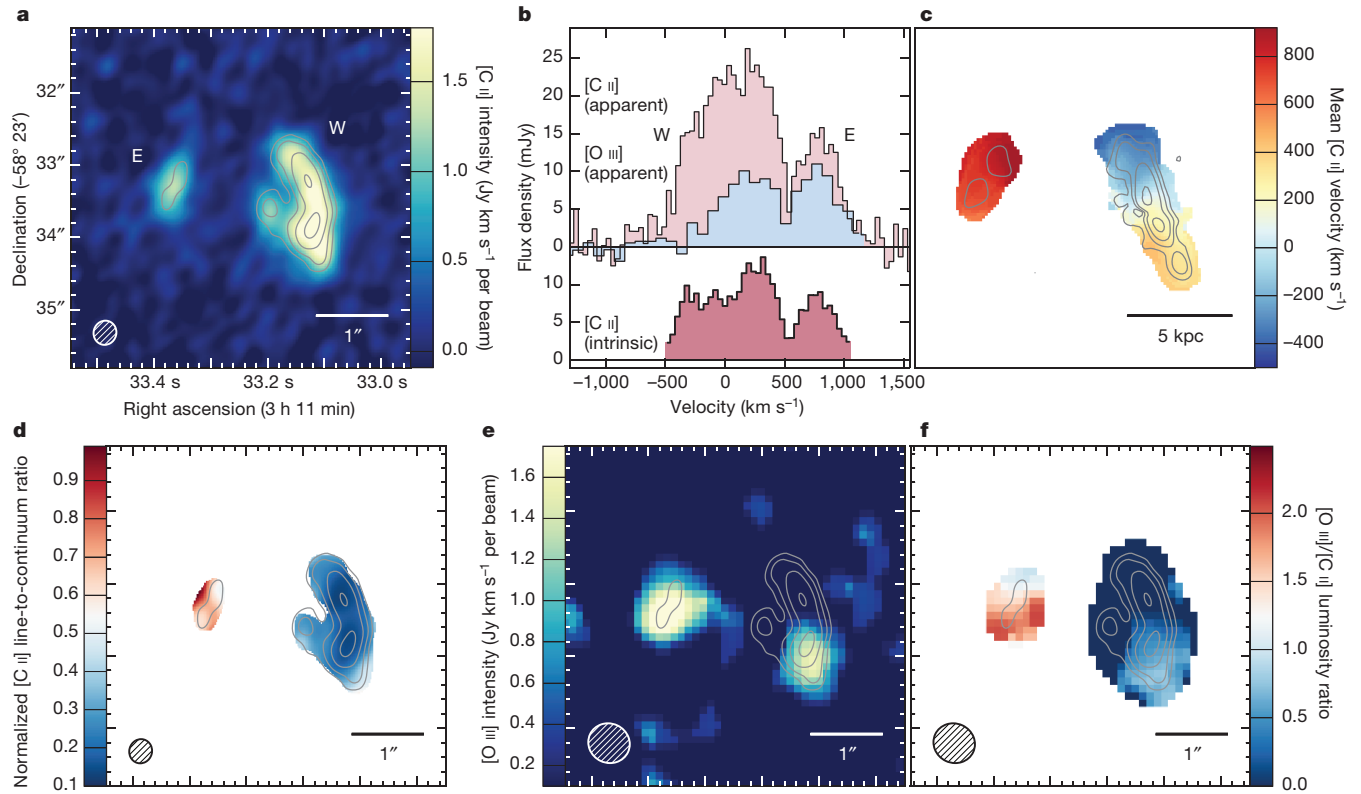 a
32″
33″
34″
35″
Declination (−58° 23′)
33.4 s
33.2 s
33.0 s
Right ascension (3 h 11 min)
E
W
1″
1.5
1.0
0.5
0.0
[C II] intensity (Jy km s−1 per beam)
b
Flux density (mJy)
25
20
15
10
5
0
10
5
0
[C II]
(apparent)
W
E
[O III]
(apparent)
[C II]
(intrinsic)
−1,000
−500
0
500
1,000
1,500
Velocity (km s−1)
c
5 kpc
800
600
400
200
0
−200
−400
Mean [C II] velocity (km s−1)
d
Normalized [C II] line-to-continuum ratio
0.9
0.8
0.7
0.6
0.5
0.4
0.3
0.2
0.1
1″
e
[O III] intensity (Jy km s−1 per beam)
1.6
1.4
1.2
1.0
0.8
0.6
0.4
0.2
1″
f
1″
2.0
1.5
1.0
0.5
0.0
[O III]/[C II] luminosity ratio